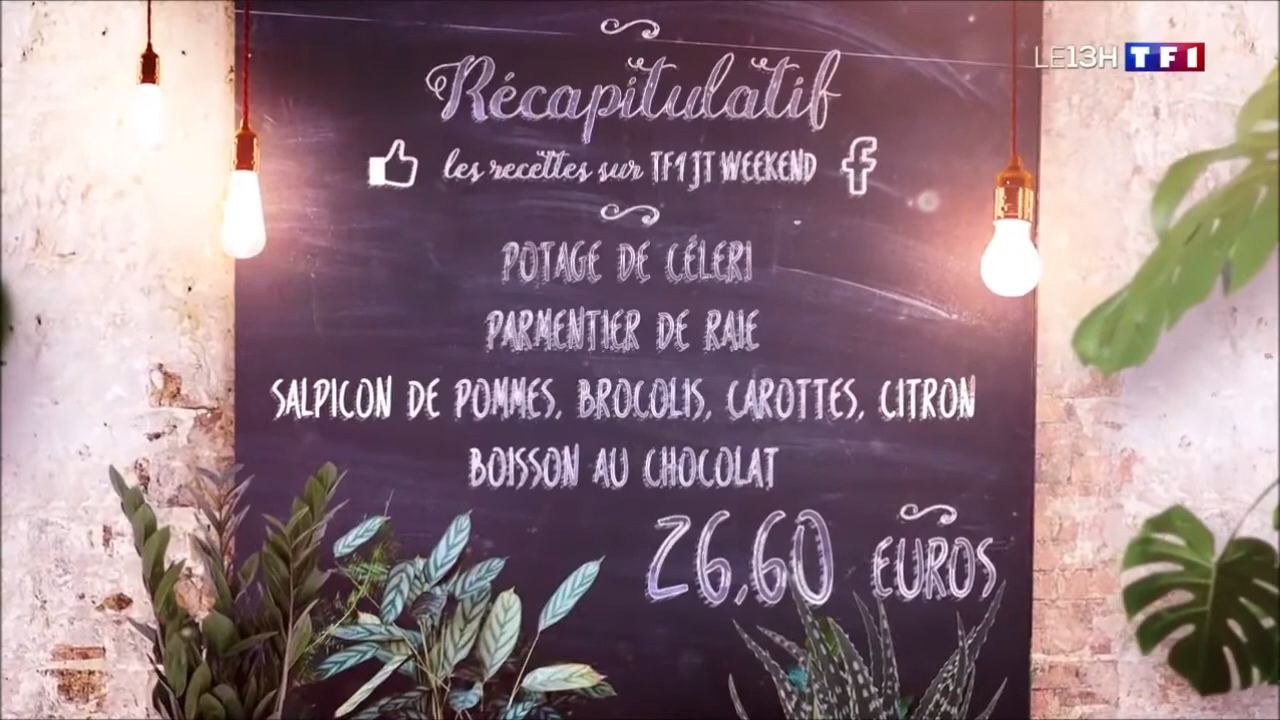 LE13H TF1
Récapitulatif
les recettes sur TF1 JT WEEKEND f
POTAGE DE CÉLERI
PARMENTIER DE RAIE
SALPICON DE POMMES, BROCOLIS, CAROTTES, CITRON
BOISSON AU CHOCOLAT
26,60 EUROS